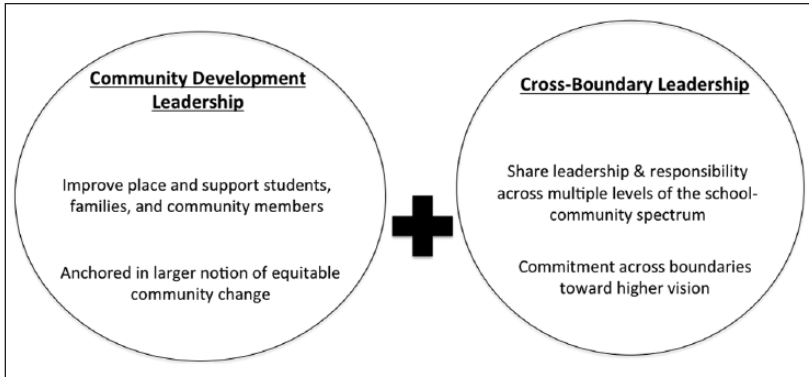 Community Development
Leadership
Improve place and support students,
families, and community members
Anchored in larger notion of equitable
community change
Cross-Boundary Leadership
Share leadership & responsibility
across multiple levels of the school-
community spectrum
Commitment across boundaries
toward higher vision